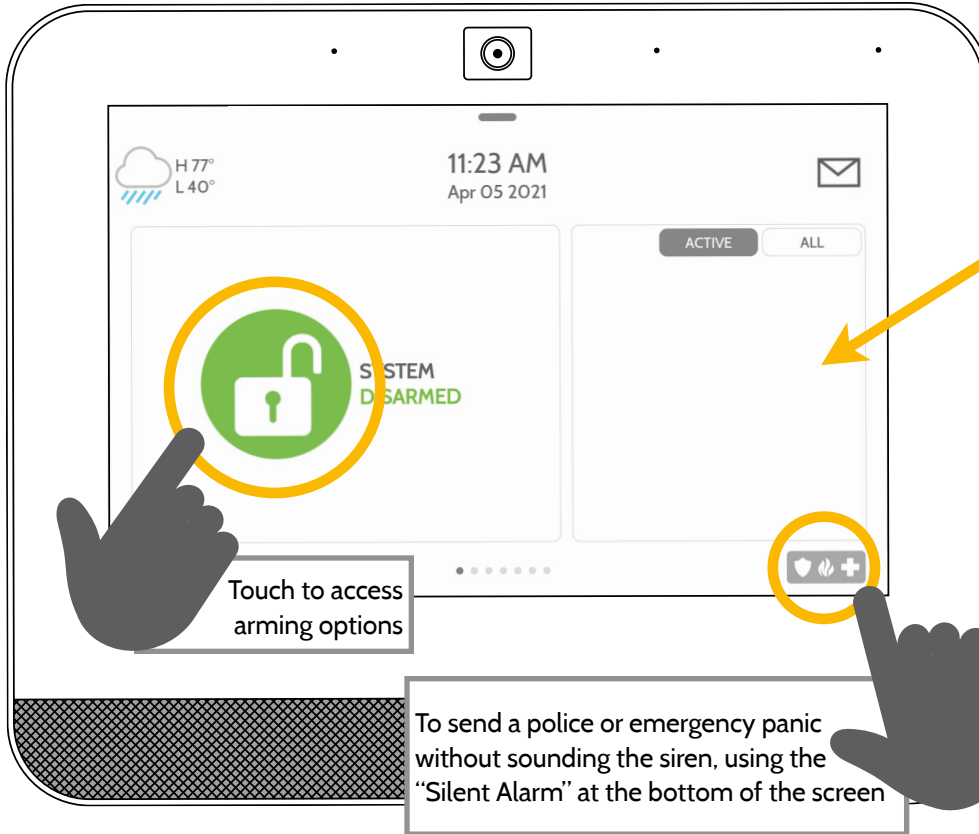 H 77°
L 40°
11:23 AM
Apr 05 2021
ACTIVE
ALL
SYSTEM
DISARMED
Touch to access
arming options
To send a police or emergency panic
without sounding the siren, using the
“Silent Alarm” at the bottom of the screen